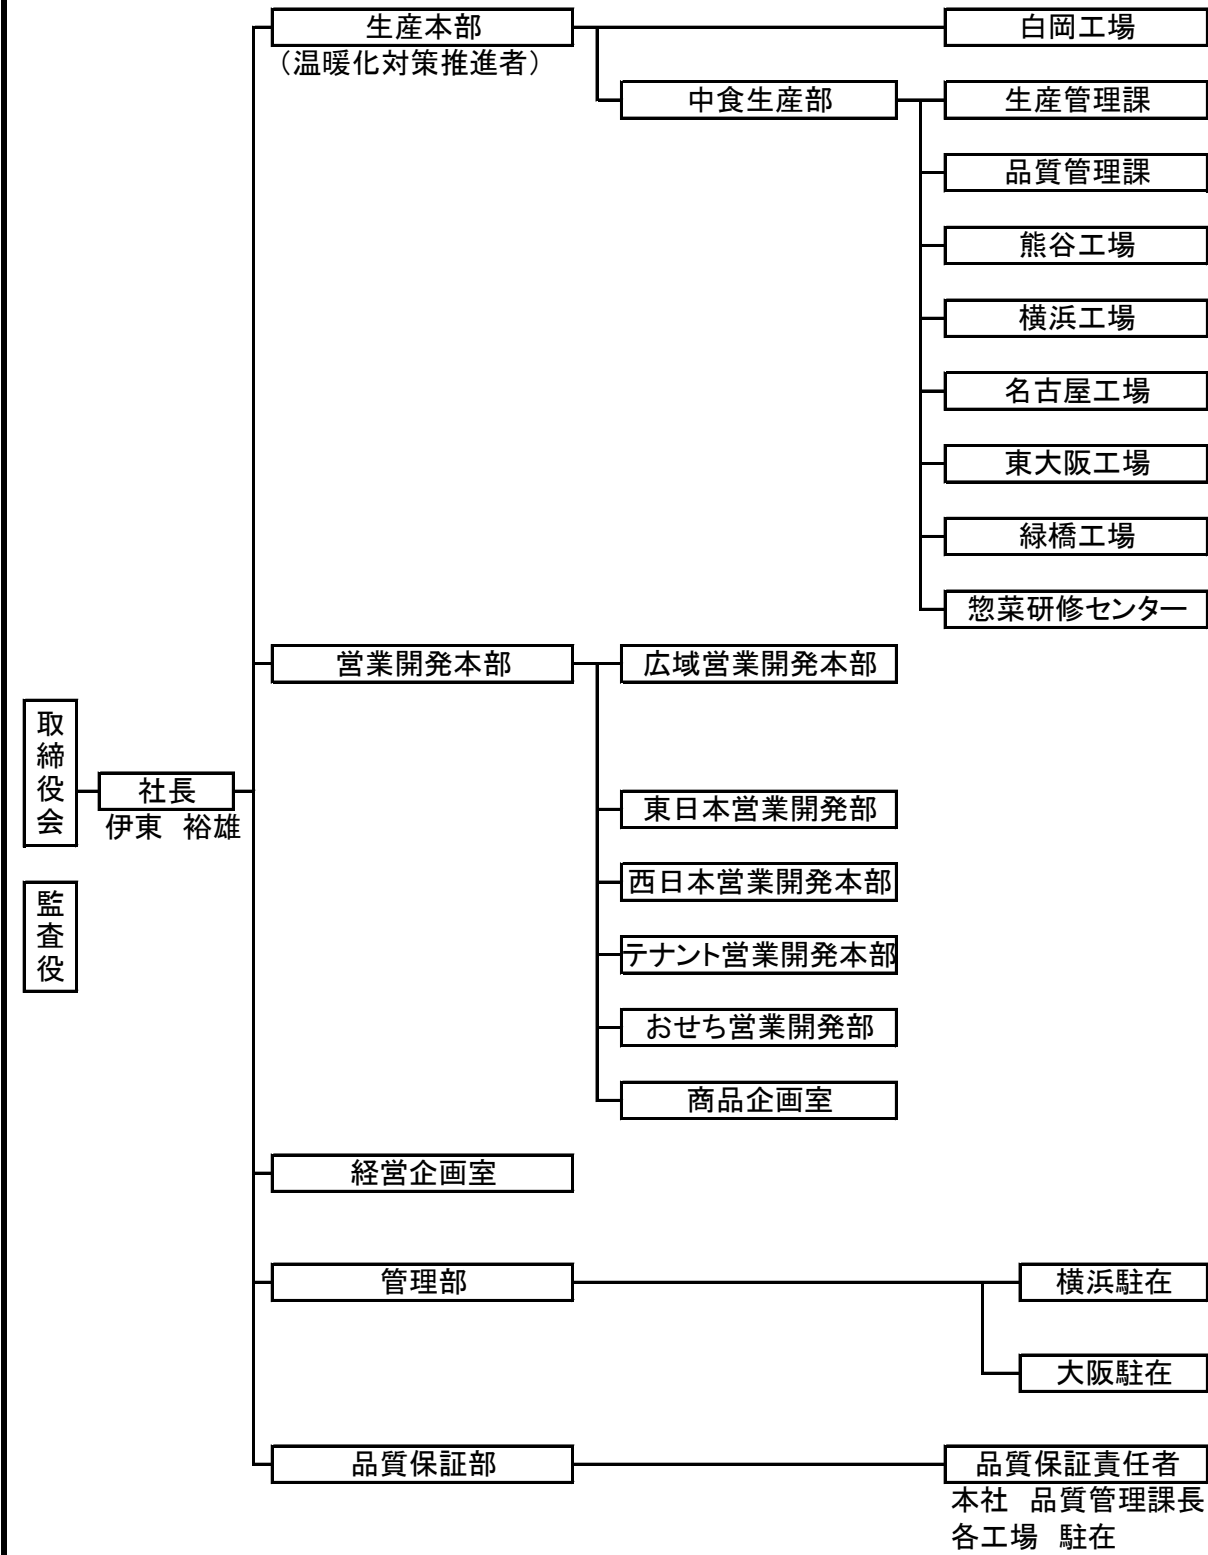 生産本部
（温暖化対策推進者）
白岡工場
中食生産部
生産管理課
品質管理課
熊谷工場
横浜工場
名古屋工場
東大阪工場
緑橋工場
惣菜研修センター
営業開発本部
広域営業開発本部
取締役会
社長
伊東　裕雄
監査役
東日本営業開発部
西日本営業開発本部
テナント営業開発本部
おせち営業開発部
商品企画室
経営企画室
管理部
横浜駐在
大阪駐在
品質保証部
品質保証責任者
本社　品質管理課長
各工場　駐在